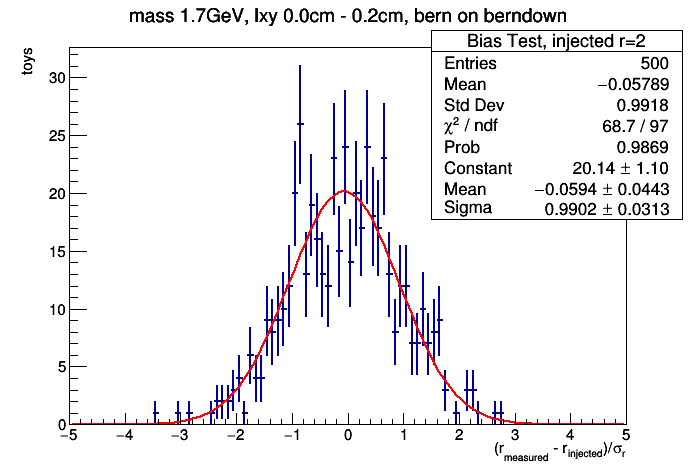 mass 1.7GeV, lxy 0.0cm - 0.2cm, bern on berndown
Bias Test, injected r=2
Entries 500
Mean −0.05789
Std Dev 0.9918
χ² / ndf 68.7 / 97
Prob 0.9869
Constant 20.14 ± 1.10
Mean −0.0594 ± 0.0443
Sigma 0.9902 ± 0.0313
toys
30
25
20
15
10
5
0
−5 −4 −3 −2 −1 0 1 2 3 4 5
(r_measured - r_injected)/σ_r